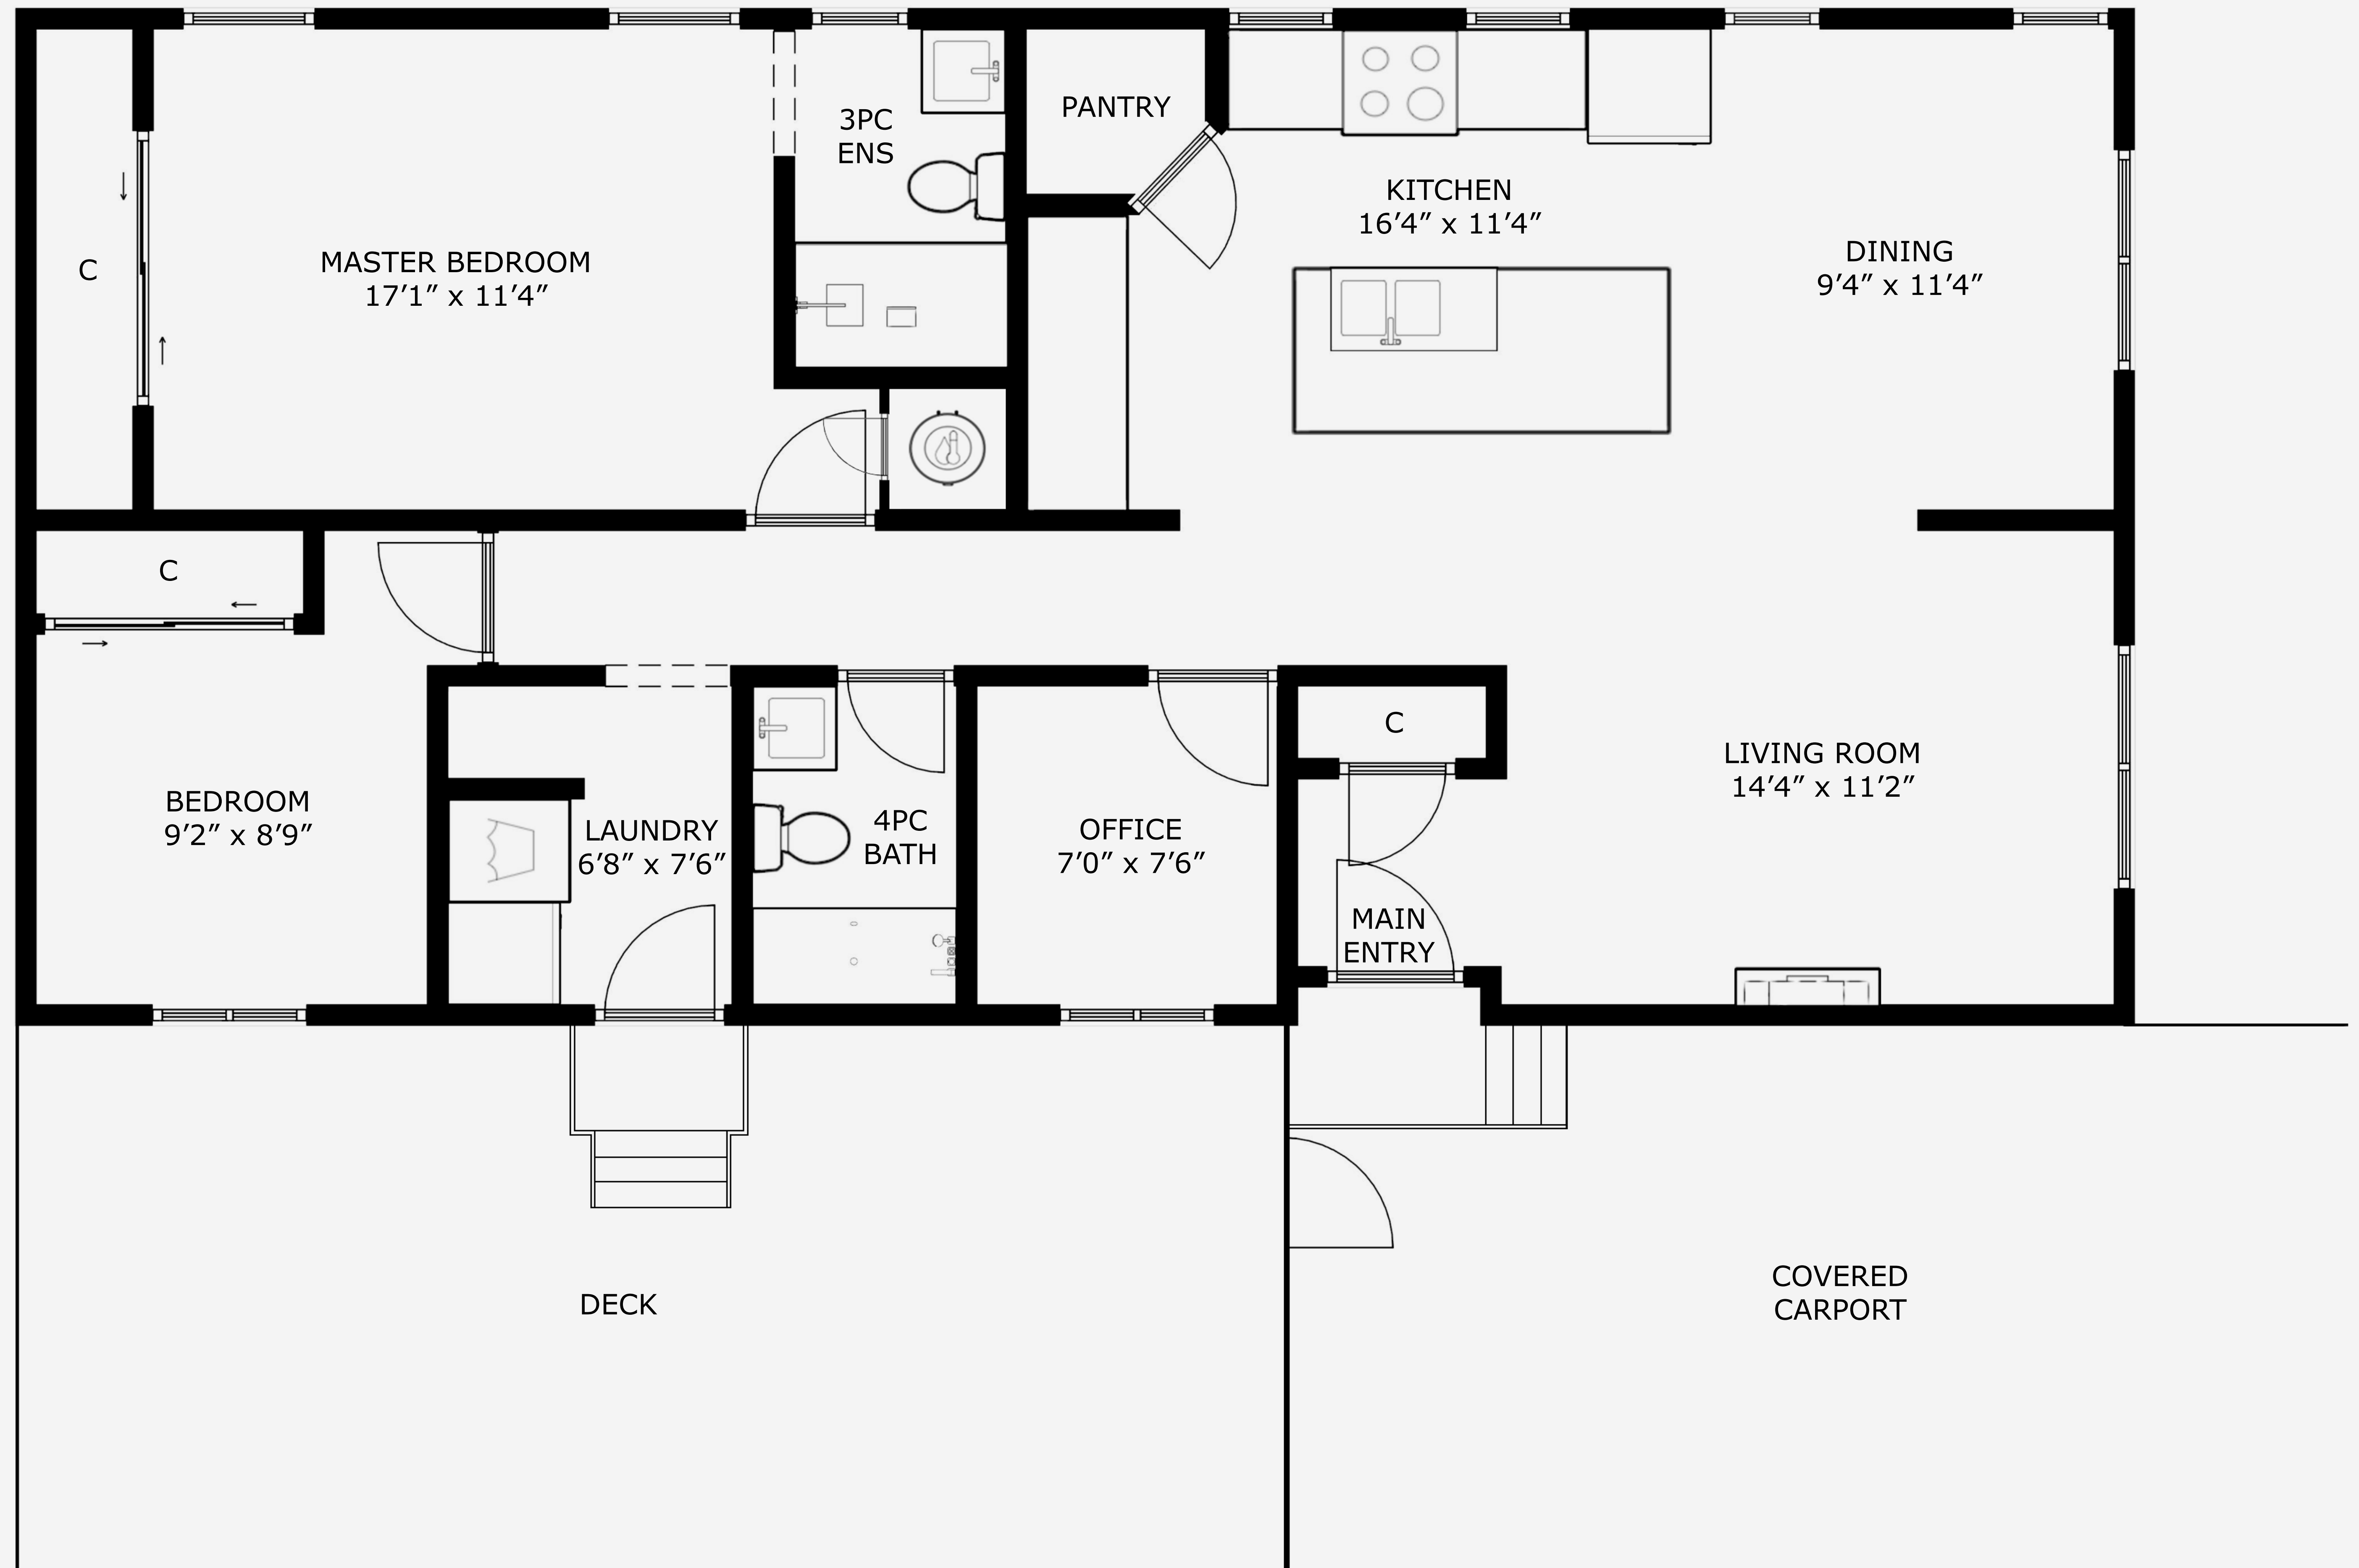 3PC
ENS
PANTRY
KITCHEN
16’4” x 11’4”
MASTER BEDROOM
17’1” x 11’4”
C
DINING
9’4” x 11’4”
C
C
LIVING ROOM
14’4” x 11’2”
BEDROOM
9’2” x 8’9”
LAUNDRY
6’8” x 7’6”
4PC
BATH
OFFICE
7’0” x 7’6”
MAIN
ENTRY
DECK
COVERED
CARPORT